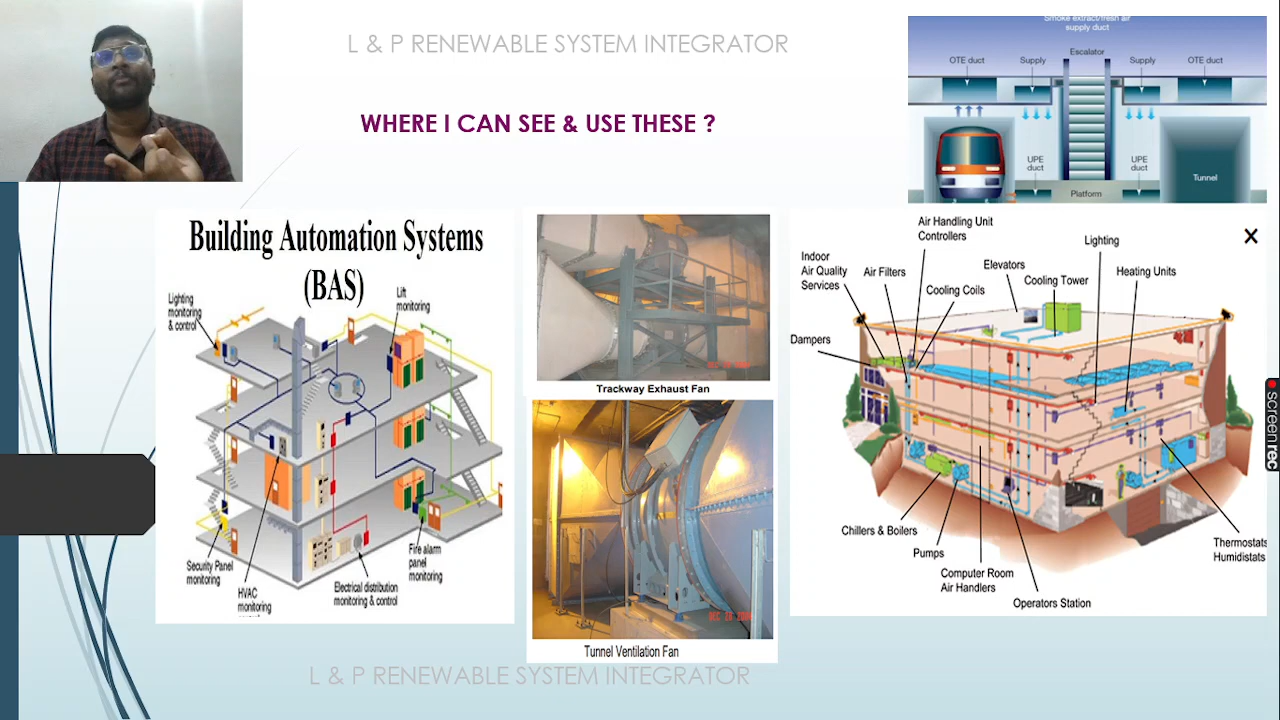 L & P RENEWABLE SYSTEM INTEGRATOR
WHERE I CAN SEE & USE THESE ?
Smoke extract/fresh air
supply duct
Escalator
OTE duct
Supply
Supply
OTE duct
UPE
duct
UPE
duct
Tunnel
Platform
Building Automation Systems
(BAS)
Lighting
monitoring
& control
Lift
monitoring
Security Panel
monitoring
HVAC
monitoring
Electrical distribution
monitoring & control
Fire alarm
panel
monitoring
Trackway Exhaust Fan
DEC 28
Tunnel Ventilation Fan
Air Handling Unit
Controllers
Lighting
Indoor
Air Quality
Services
Air Filters
Elevators
Cooling Tower
Heating Units
Cooling Coils
Dampers
X
Chillers & Boilers
Pumps
Computer Room
Air Handlers
Operators Station
Thermostats
Humidistats
screenrec
L & P RENEWABLE SYSTEM INTEGRATOR